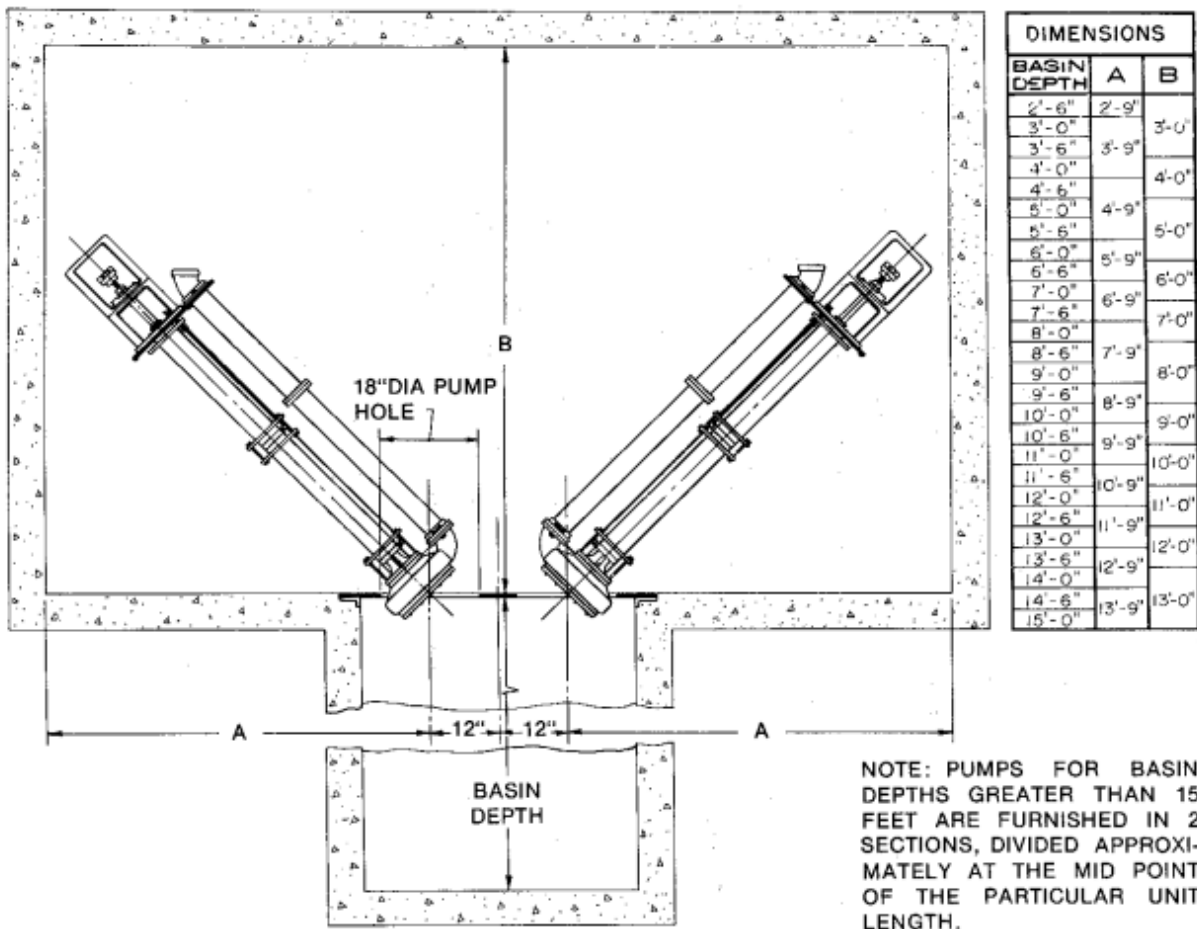 B
18"DIA PUMP
HOLE
A
12"
12"
A
BASIN
DEPTH
DIMENSIONS
BASIN DEPTH A B
2'-6" 2'-9" 3'-0"
3'-0" 3'-9"
3'-6"
4'-0" 4'-0"
4'-6" 4'-9"
5'-0" 5'-0"
5'-6"
6'-0" 5'-9"
6'-6" 6'-0"
7'-0" 6'-9"
7'-6" 7'-0"
8'-0" 7'-9"
8'-6" 8'-0"
9'-0"
9'-6" 8'-9"
10'-0" 9'-0"
10'-6" 9'-9"
11'-0" 10'-0"
11'-6" 10'-9"
12'-0" 11'-0"
12'-6" 11'-9"
13'-0" 12'-0"
13'-6" 12'-9"
14'-0" 13'-0"
14'-6" 13'-9"
15'-0"
NOTE: PUMPS FOR BASIN
DEPTHS GREATER THAN 15
FEET ARE FURNISHED IN 2
SECTIONS, DIVIDED APPROXI-
MATELY AT THE MID POINT
OF THE PARTICULAR UNIT
LENGTH.